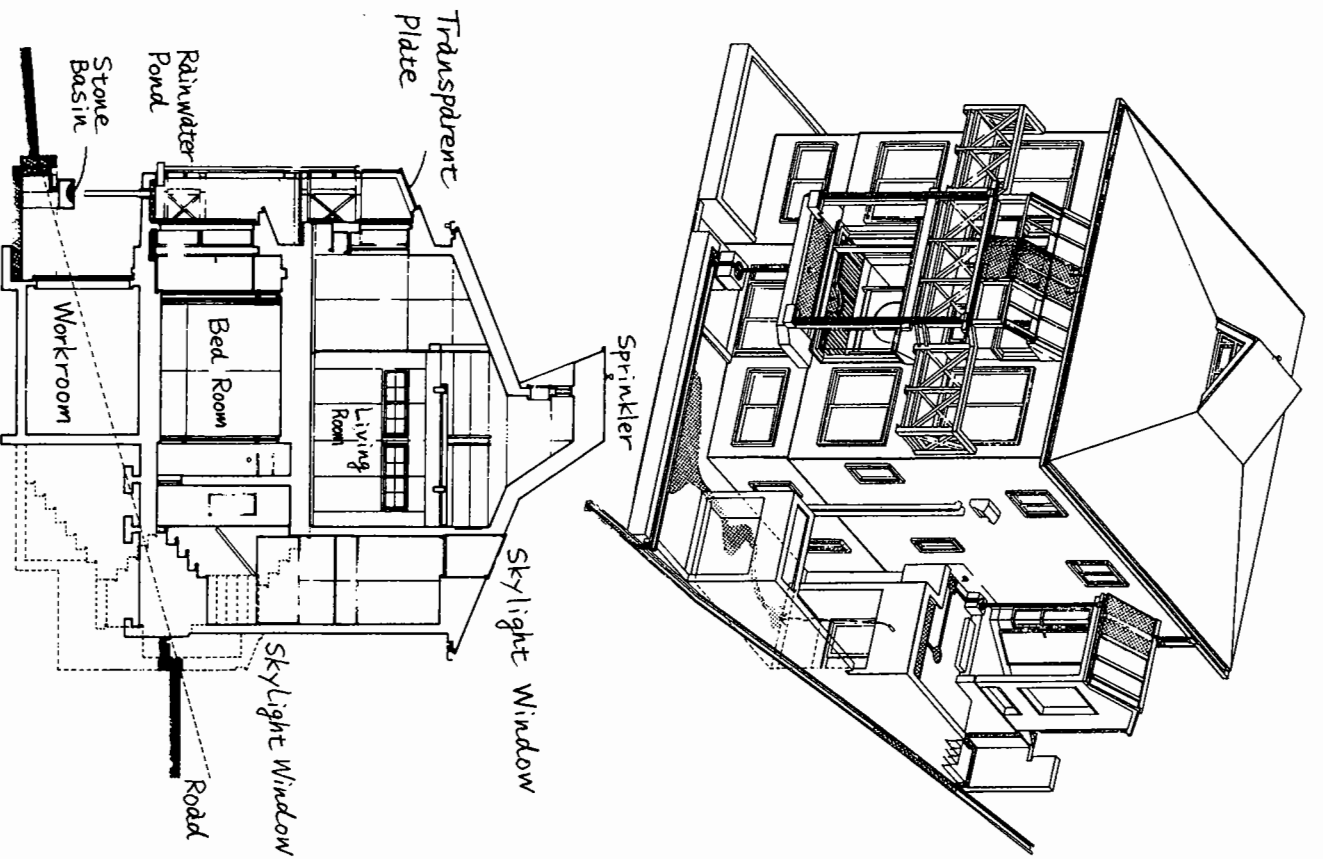 Transparent
Plate
Rainwater
Pond
Stone
Basin
Sprinkler
Skylight Window
Living
Room
Bed Room
Workroom
Skylight Window
Road